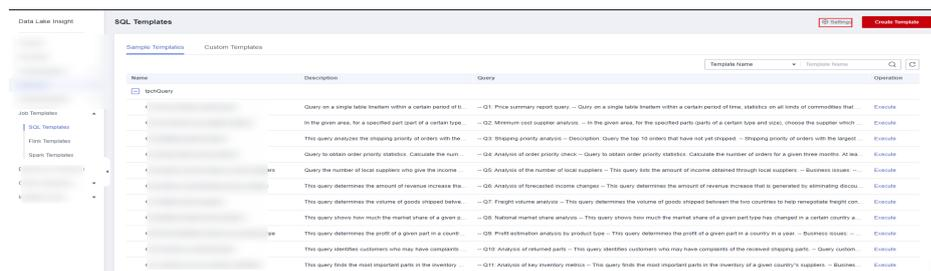 Data Lake Insight
SQL Templates
Settings
Create Template
Sample Templates
Custom Templates
Template Name
Template Name
Name
Description
Query
Operation
tpchQuery
Job Templates
SQL Templates
Flink Templates
Spark Templates
Query on a single table lineitem within a certain period of ti... -- Q1: Price summary report query. -- Query on a single table lineitem within a certain period of time, statistics on all kinds of commodities that ... Execute
In the given area, for a specified part (part of a certain type... -- Q2: Minimum cost supplier analysis. -- In the given area, for the specified parts (parts of a certain type and size), choose the supplier which ... Execute
This query analyzes the shipping priority of orders with the... -- Q3: Shipping priority analysis -- Description: Query the top 10 orders that have not yet shipped. -- Shipping priority of orders with the largest ... Execute
Query to obtain order priority statistics. Calculate the num... -- Q4: Analysis of order priority check -- Query to obtain order priority statistics. Calculate the number of orders for a given three months. At lea... Execute
Query the number of local suppliers who give the income ... -- Q5: Analysis of the number of local suppliers -- This query lists the amount of income obtained through local suppliers. -- Business issues: --... Execute
This query determines the amount of revenue increase tha... -- Q6: Analysis of forecasted income changes -- This query determines the amount of revenue increase that is generated by eliminating discou... Execute
This query determines the volume of goods shipped betwe... -- Q7: Freight volume analysis -- This query determines the volume of goods shipped between the two countries to help renegotiate freight con... Execute
This query shows how much the market share of a given p... -- Q8: National market share analysis -- This query shows how much the market share of a given part type has changed in a certain country a... Execute
This query determines the profit of a given part in a countr... -- Q9: Profit estimation analysis by product type -- This query determines the profit of a given part in a country in a year. -- Business issues: -- ... Execute
This query identifies customers who may have complaints ... -- Q10: Analysis of returned parts -- This query identifies customers who may have complaints of the received shipping parts. -- Query custom... Execute
This query finds the most important parts in the inventory ... -- Q11: Analysis of key inventory metrics -- This query finds the most important parts in the inventory of a given country's suppliers. -- Busines... Execute